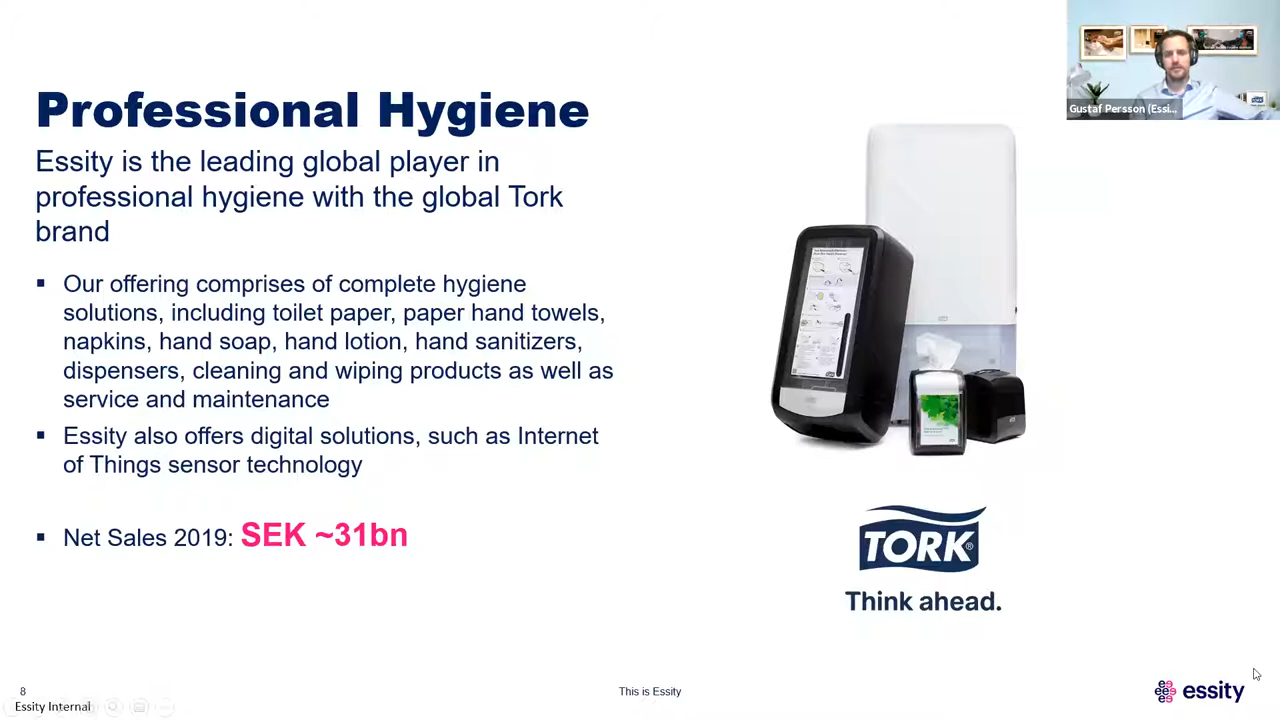 Professional Hygiene
Essity is the leading global player in
professional hygiene with the global Tork
brand
▪ Our offering comprises of complete hygiene
solutions, including toilet paper, paper hand towels,
napkins, hand soap, hand lotion, hand sanitizers,
dispensers, cleaning and wiping products as well as
service and maintenance
▪ Essity also offers digital solutions, such as Internet
of Things sensor technology
▪ Net Sales 2019: SEK ~31bn
Gustaf Persson (Essi...
TORK®
Think ahead.
8
Essity Internal
This is Essity
essity